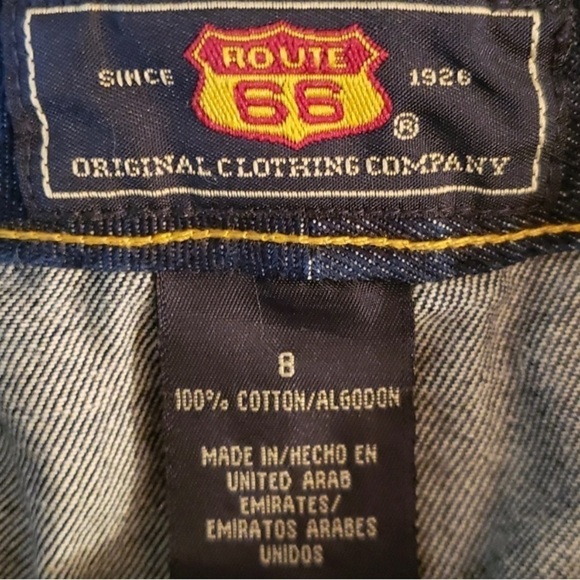 ROUTE
SINCE 66 1926
®
ORIGINAL CLOTHING COMPANY
8
100% COTTON/ALGODON
MADE IN/HECHO EN
UNITED ARAB
EMIRATES/
EMIRATOS ARABES
UNIDOS